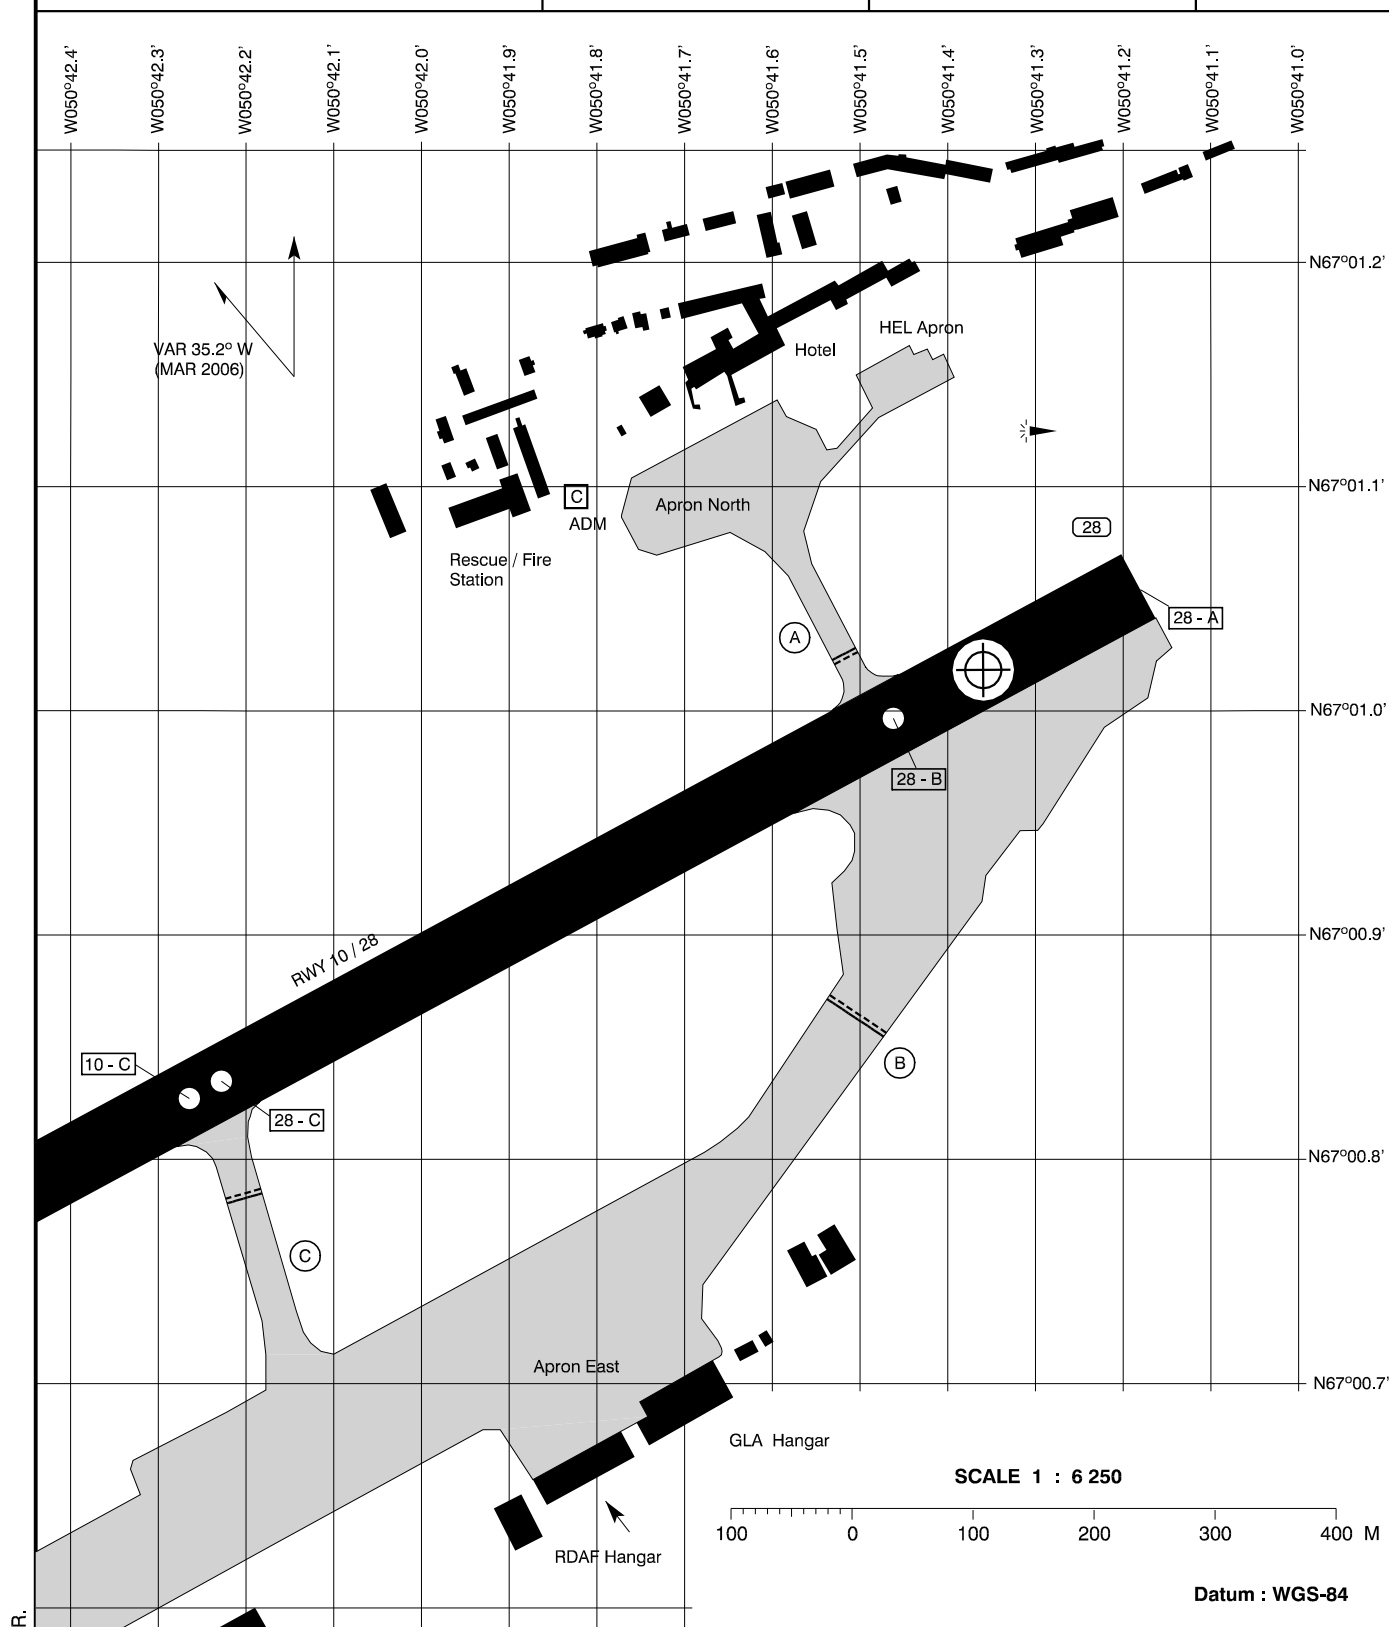 W050°42.4'
W050°42.3'
W050°42.2'
W050°42.1'
W050°42.0'
W050°41.9'
W050°41.8'
W050°41.7'
W050°41.6'
W050°41.5'
W050°41.4'
W050°41.3'
W050°41.2'
W050°41.1'
W050°41.0'
N67°01.2'
HEL Apron
VAR 35.2° W
(MAR 2006)
Hotel
N67°01.1'
C
ADM
Apron North
28
Rescue / Fire
Station
28 - A
A
N67°01.0'
28 - B
N67°00.9'
RWY 10 / 28
10 - C
B
28 - C
N67°00.8'
C
Apron East
N67°00.7'
GLA Hangar
SCALE 1 : 6 250
100 0 100 200 300 400 M
RDAF Hangar
Datum : WGS-84
R.